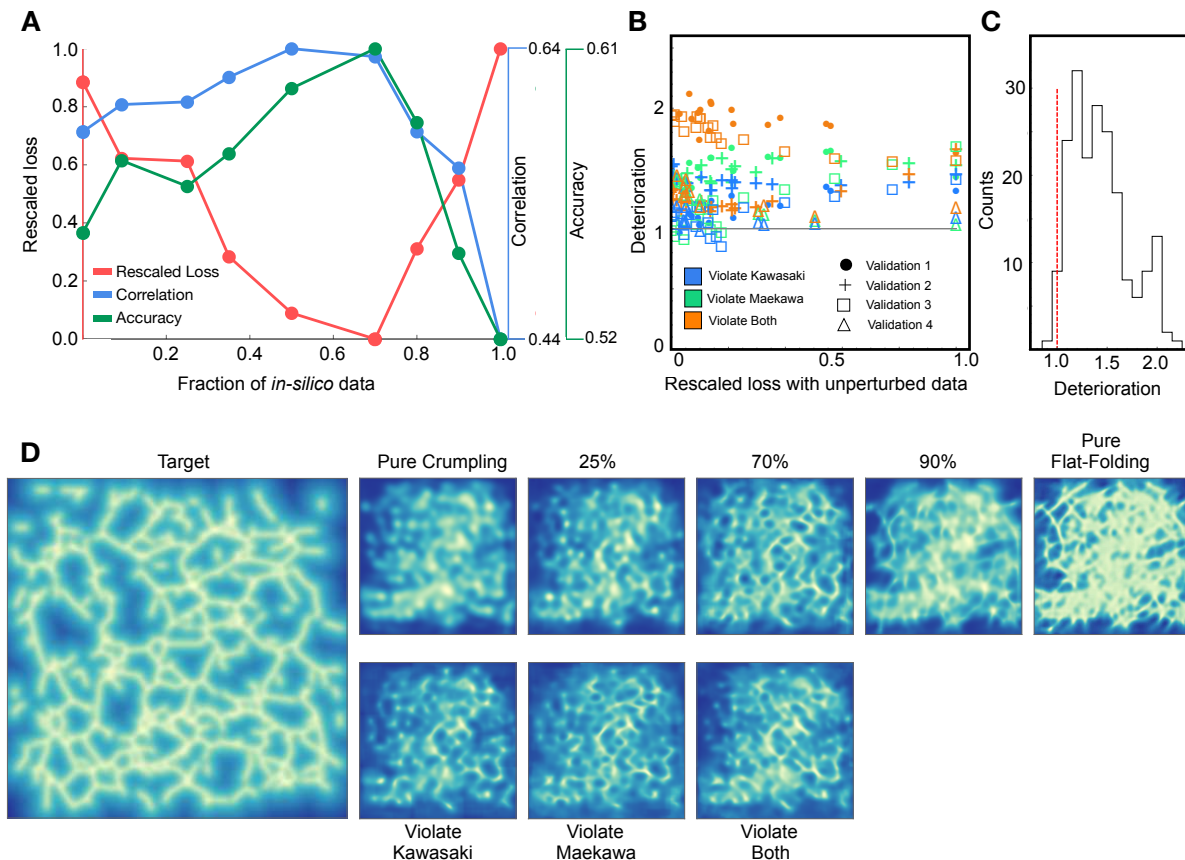 A
Rescaled loss
1.0
0.8
0.6
0.4
0.2
0.0
0.2
0.4
0.6
0.8
1.0
Fraction of in-silico data
Rescaled Loss
Correlation
Accuracy
0.64
Correlation
0.44
0.61
Accuracy
0.52
B
Deterioration
2
1
0
0
0.5
1.0
Rescaled loss with unperturbed data
Violate Kawasaki
Violate Maekawa
Violate Both
Validation 1
Validation 2
Validation 3
Validation 4
C
Counts
30
20
10
1.0
1.5
2.0
Deterioration
D
Target
Pure Crumpling
25%
70%
90%
Pure
Flat-Folding
Violate
Kawasaki
Violate
Maekawa
Violate
Both